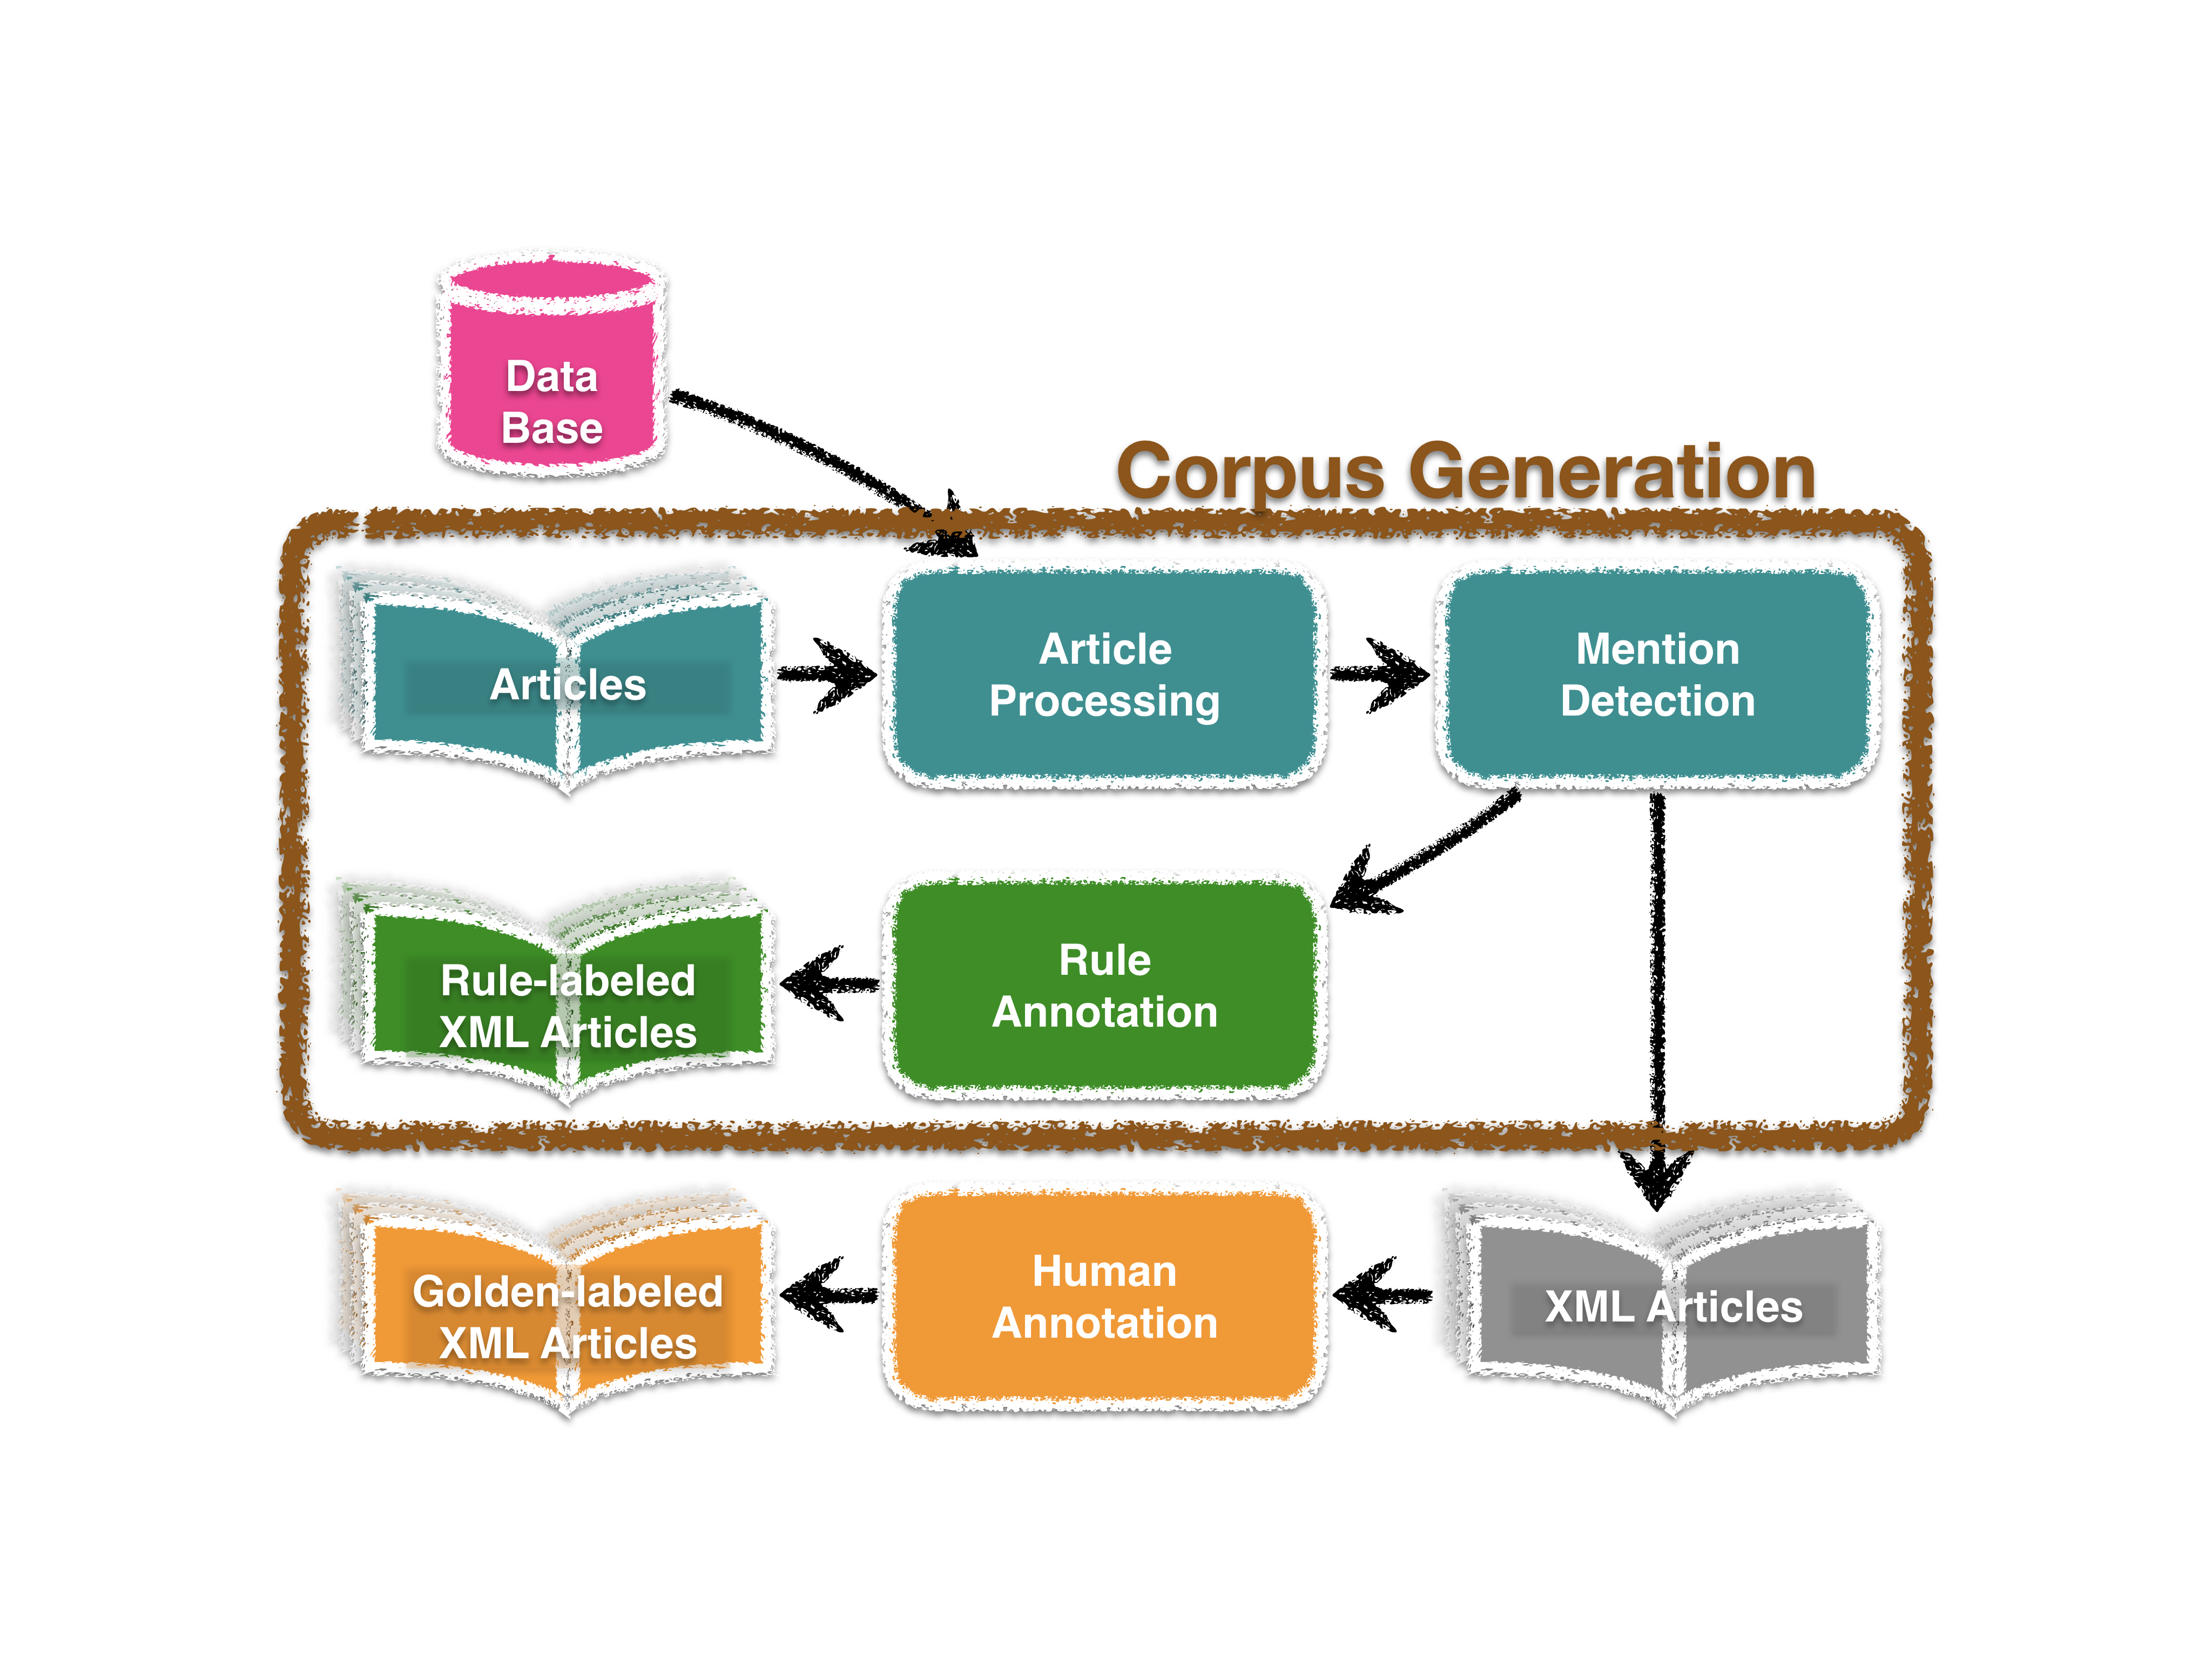 Data
Base
Corpus Generation
Articles
Article
Processing
Mention
Detection
Rule-labeled
XML Articles
Rule
Annotation
Golden-labeled
XML Articles
Human
Annotation
XML Articles